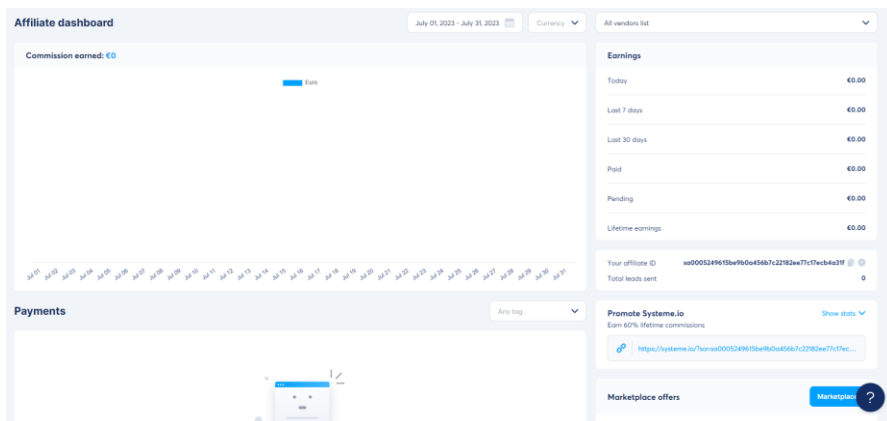 Affiliate dashboard
July 01, 2023 - July 31, 2023
Currency
All vendors list
Commission earned: €0
Euro
Jul 01 Jul 02 Jul 03 Jul 04 Jul 05 Jul 06 Jul 07 Jul 08 Jul 09 Jul 10 Jul 11 Jul 12 Jul 13 Jul 14 Jul 15 Jul 16 Jul 17 Jul 18 Jul 19 Jul 20 Jul 21 Jul 22 Jul 23 Jul 24 Jul 25 Jul 26 Jul 27 Jul 28 Jul 29 Jul 30 Jul 31
Earnings
Today €0.00
Last 7 days €0.00
Last 30 days €0.00
Paid €0.00
Pending €0.00
Lifetime earnings €0.00
Your affiliate ID sa0005249615be9b0a456b7c22182ee77c17ecb4a31f
Total leads sent 0
Payments
Any tag
Promote Systeme.io Show stats
Earn 60% lifetime commissions
https://systeme.io/?sa=sa0005249615be9b0a456b7c22182ee77c17ec...
Marketplace offers
Marketplace
?